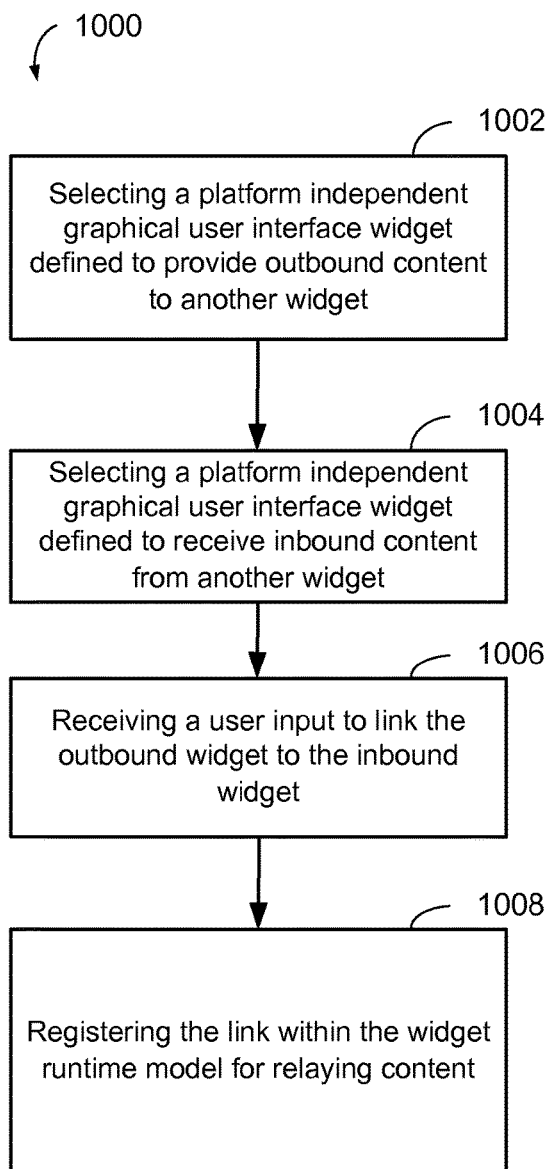 1000
1002
Selecting a platform independent
graphical user interface widget
defined to provide outbound content
to another widget
1004
Selecting a platform independent
graphical user interface widget
defined to receive inbound content
from another widget
1006
Receiving a user input to link the
outbound widget to the inbound
widget
1008
Registering the link within the widget
runtime model for relaying content